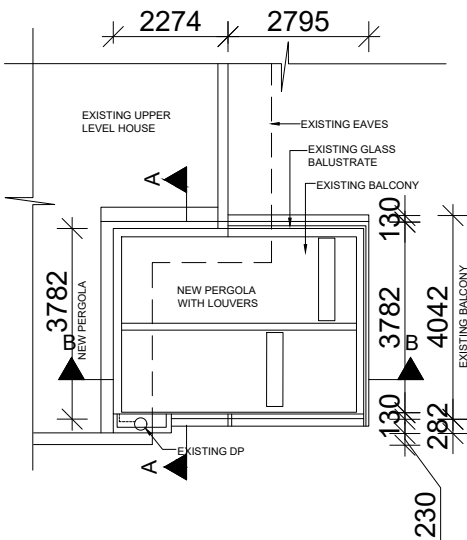 2274
2795
EXISTING UPPER
LEVEL HOUSE
EXISTING EAVES
EXISTING GLASS
BALUSTRATE
EXISTING BALCONY
A
130
NEW PERGOLA
WITH LOUVERS
3782
NEW PERGOLA
3782
4042
EXISTING BALCONY
B
B
130
282
EXISTING DP
A
230